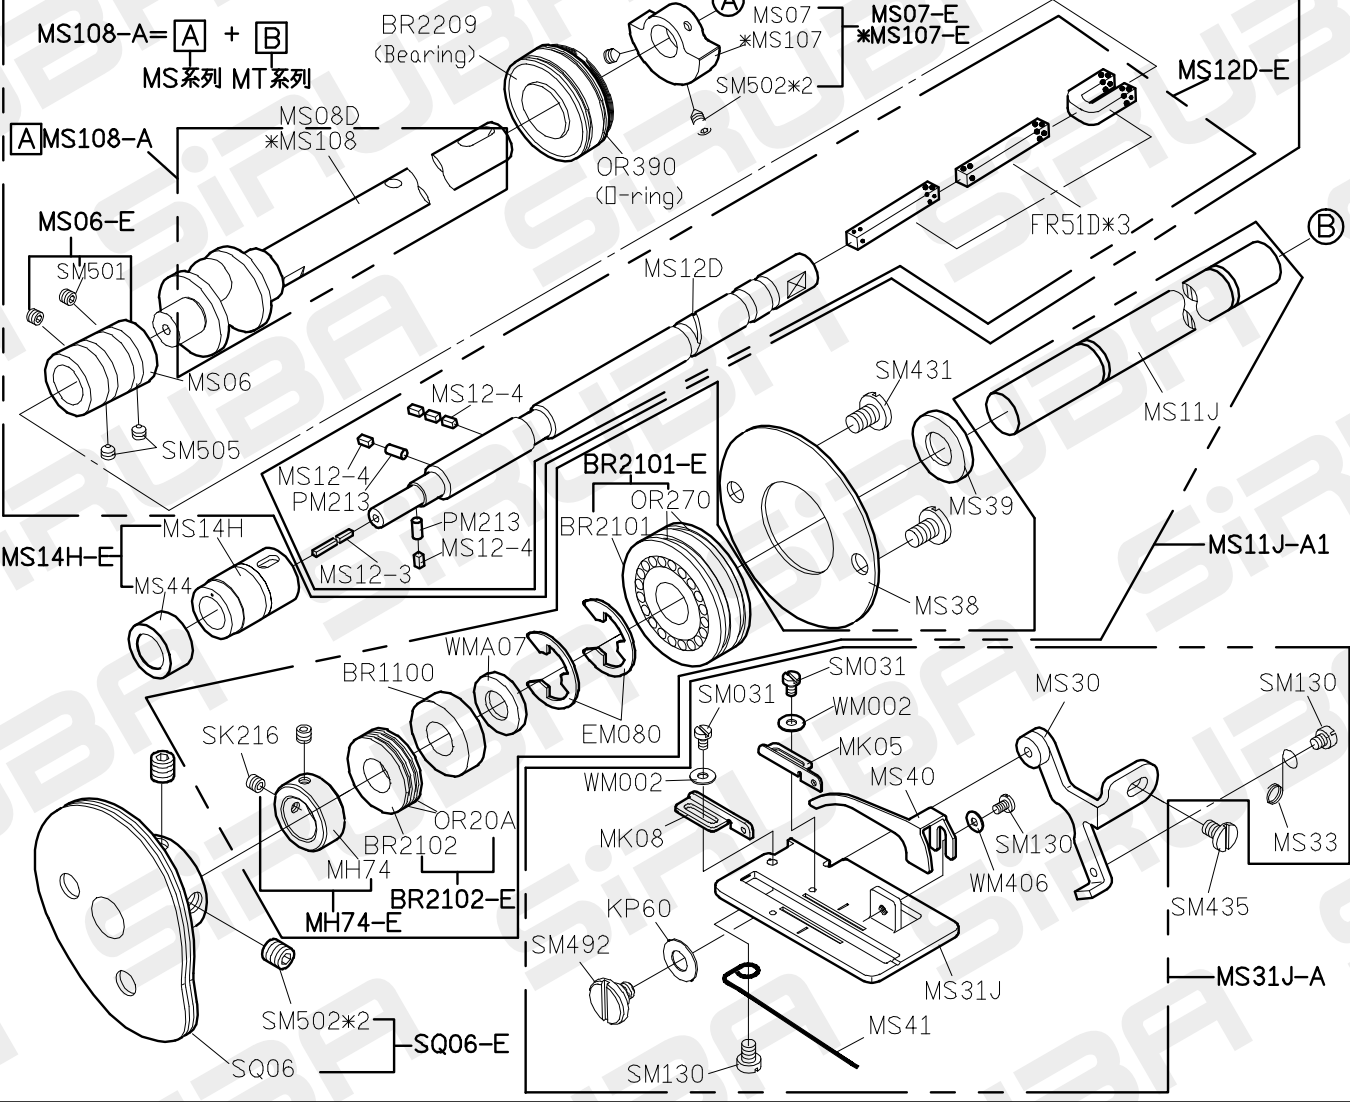 A
BR2209
(Bearing)
MS07
*MS107
MS07-E
*MS107-E
MS108-A= A + B
MS系列 MT系列
SM502*2
MS12D-E
MS08D
*MS108
A MS108-A
OR390
(O-ring)
FR51D*3
B
MS06-E
SM501
MS12D
MS06
SM431
MS12-4
MS11J
SM505
MS12-4
PM213
BR2101-E
OR270
MS39
MS14H
PM213
BR2101
MS14H-E
MS12-4
MS11J-A1
MS44
MS12-3
MS38
WMA07
BR1100
SM031
SM031
MS30
SM130
WM002
SK216
EM080
MK05
WM002
MS40
OR20A
MK08
SM130
MS33
BR2102
MH74
WM406
BR2102-E
KP60
SM435
MH74-E
SM492
MS31J-A
MS31J
SM502*2
MS41
SQ06-E
SQ06
SM130
SiRUBA
SiRUBA
SiRUBA
SiRUBA